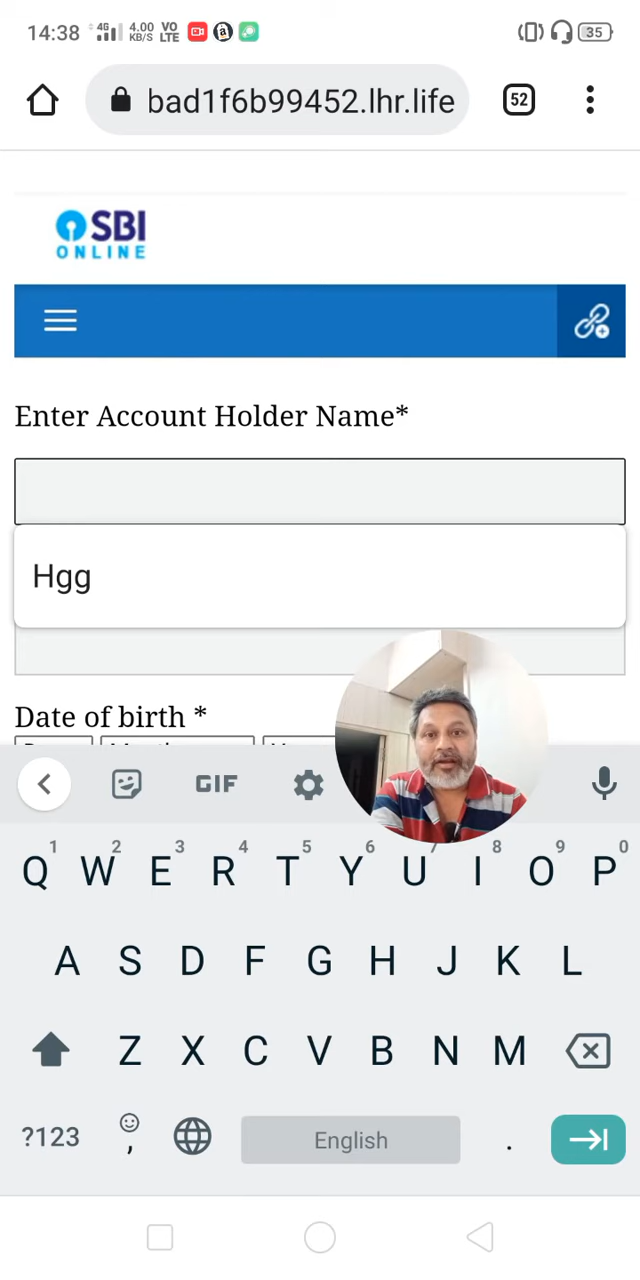 14:38 4G 4.00 KB/S VO LTE a 35
bad1f6b99452.lhr.life 52
SBI
ONLINE
Enter Account Holder Name*
Hgg
Date of birth *
GIF
1 2 3 4 5 6 7 8 9 0
Q W E R T Y U I O P
A S D F G H J K L
Z X C V B N M
?123 , English .